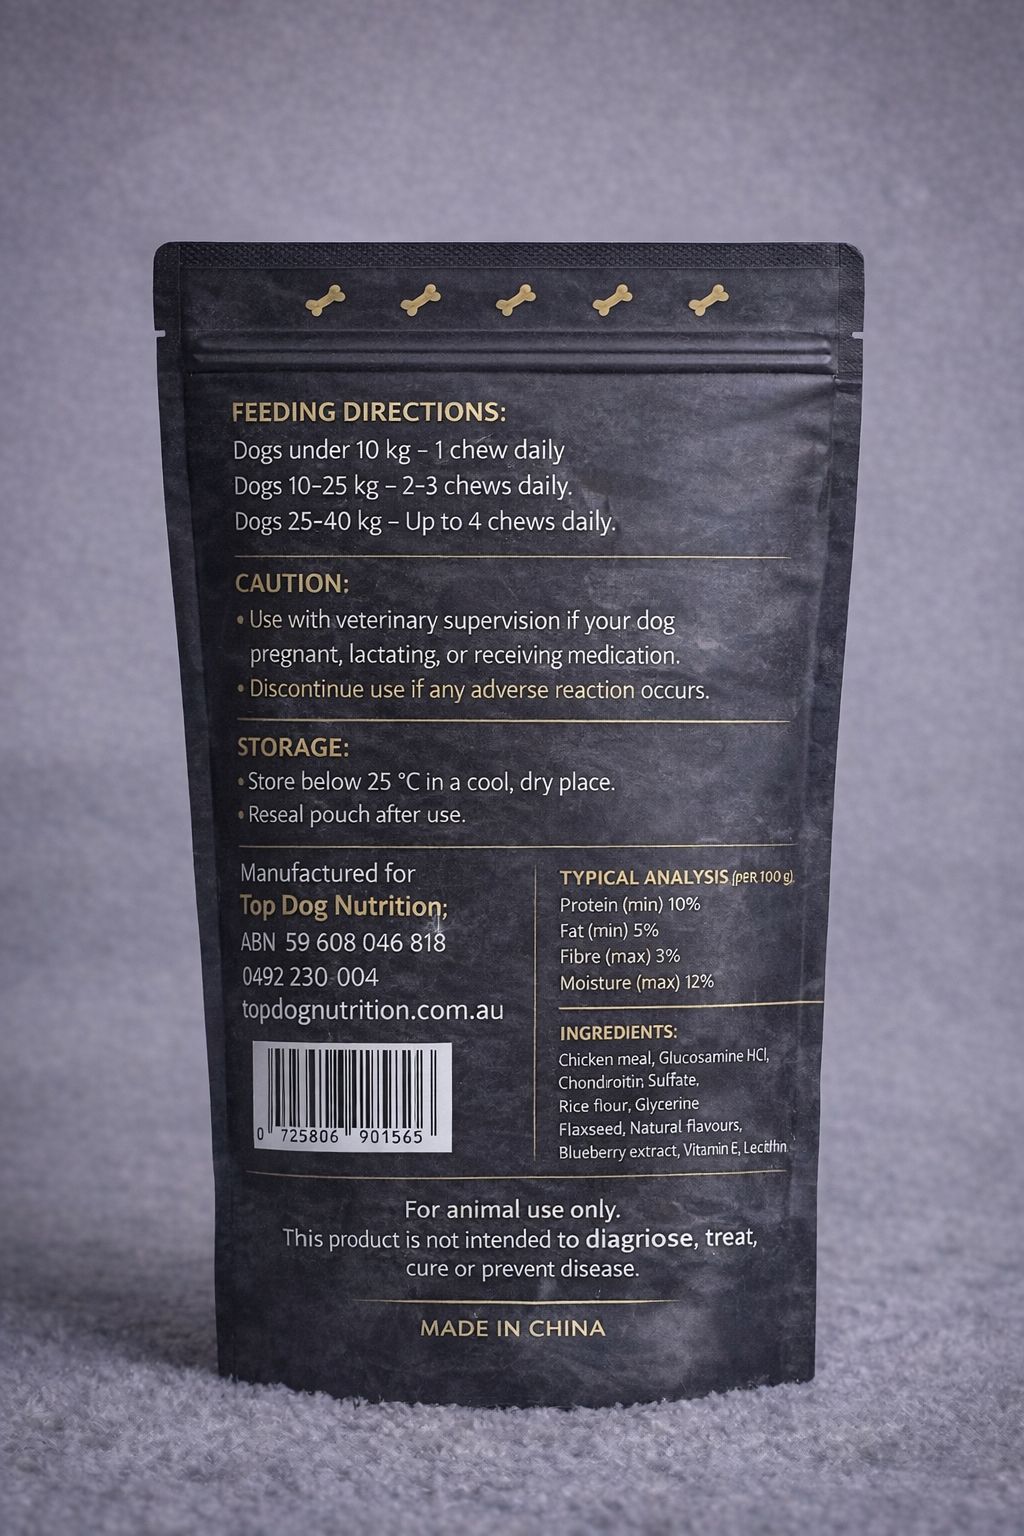 FEEDING DIRECTIONS:
Dogs under 10 kg – 1 chew daily
Dogs 10–25 kg – 2–3 chews daily.
Dogs 25–40 kg – Up to 4 chews daily.
CAUTION:
• Use with veterinary supervision if your dog
pregnant, lactating, or receiving medication.
• Discontinue use if any adverse reaction occurs.
STORAGE:
• Store below 25 °C in a cool, dry place.
• Reseal pouch after use.
Manufactured for
Top Dog Nutrition;
ABN 59 608 046 818
0492 230 004
topdognutrition.com.au
0 725806 901565
TYPICAL ANALYSIS (PER 100 g)
Protein (min) 10%
Fat (min) 5%
Fibre (max) 3%
Moisture (max) 12%
INGREDIENTS:
Chicken meal, Glucosamine HCl,
Chondroitin Sulfate,
Rice flour, Glycerine
Flaxseed, Natural flavours,
Blueberry extract, Vitamin E, Lecithin
For animal use only.
This product is not intended to diagriose, treat,
cure or prevent disease.
MADE IN CHINA